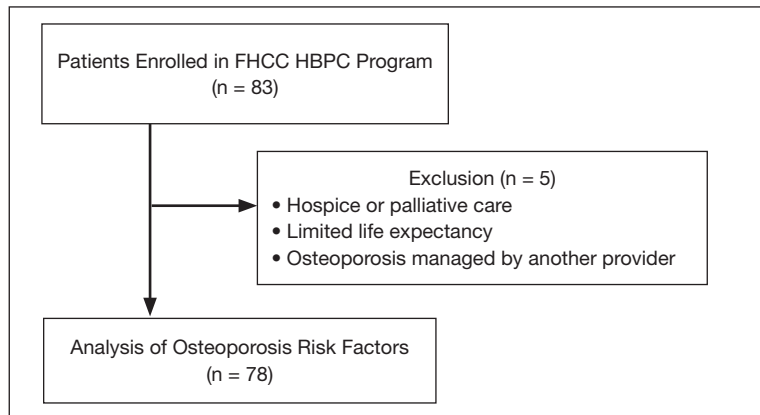 Patients Enrolled in FHCC HBPC Program
(n = 83)
Exclusion (n = 5)
• Hospice or palliative care
• Limited life expectancy
• Osteoporosis managed by another provider
Analysis of Osteoporosis Risk Factors
(n = 78)